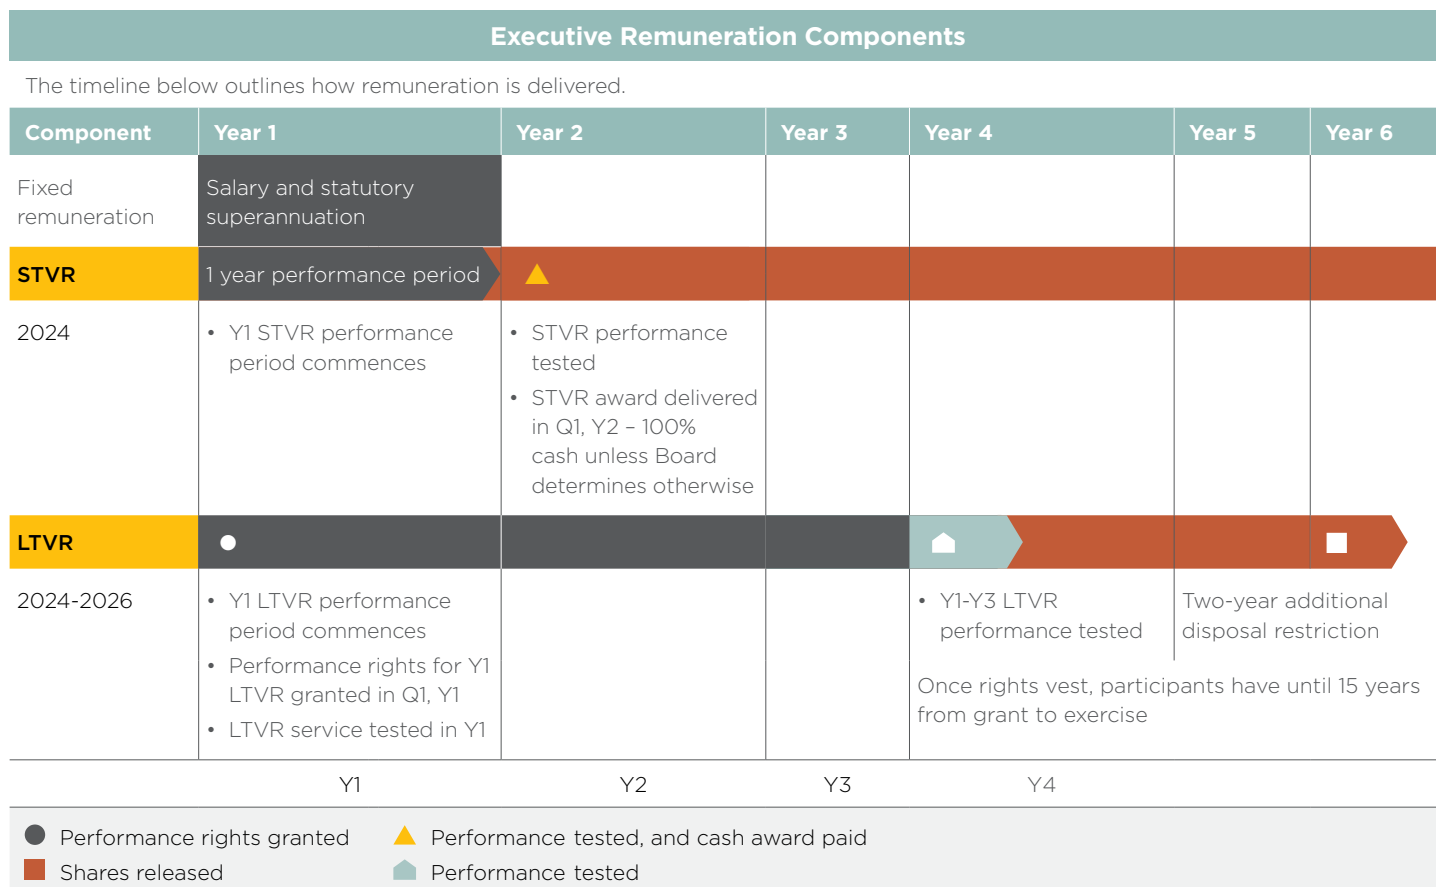 Executive Remuneration Components
The timeline below outlines how remuneration is delivered.
Component
Year 1
Year 2
Year 3
Year 4
Year 5
Year 6
Fixed
remuneration
Salary and statutory
superannuation
STVR
1 year performance period
2024
• Y1 STVR performance
period commences
• STVR performance
tested
• STVR award delivered
in Q1, Y2 – 100%
cash unless Board
determines otherwise
LTVR
2024-2026
• Y1 LTVR performance
period commences
• Performance rights for Y1
LTVR granted in Q1, Y1
• LTVR service tested in Y1
• Y1-Y3 LTVR
performance tested
Two-year additional
disposal restriction
Once rights vest, participants have until 15 years
from grant to exercise
Y1
Y2
Y3
Y4
Performance rights granted
Performance tested, and cash award paid
Shares released
Performance tested